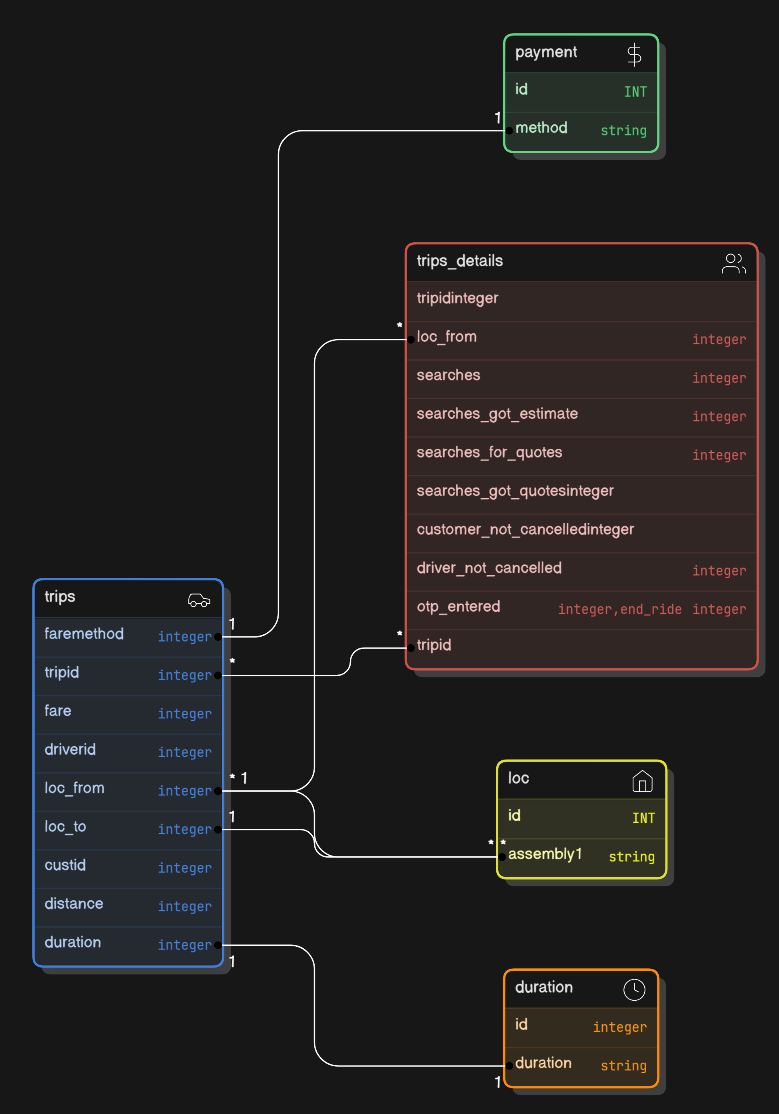 payment
id INT
1
method string
trips_details
tripidinteger
*
loc_from integer
searches integer
searches_got_estimate integer
searches_for_quotes integer
searches_got_quotesinteger
customer_not_cancelledinteger
driver_not_cancelled integer
otp_entered integer,end_ride integer
*
tripid
trips
faremethod integer
1
tripid integer
*
fare integer
driverid integer
loc_from integer
* 1
loc_to integer
1
custid integer
distance integer
duration integer
1
loc
id INT
* *
assembly1 string
duration
id integer
duration string
1